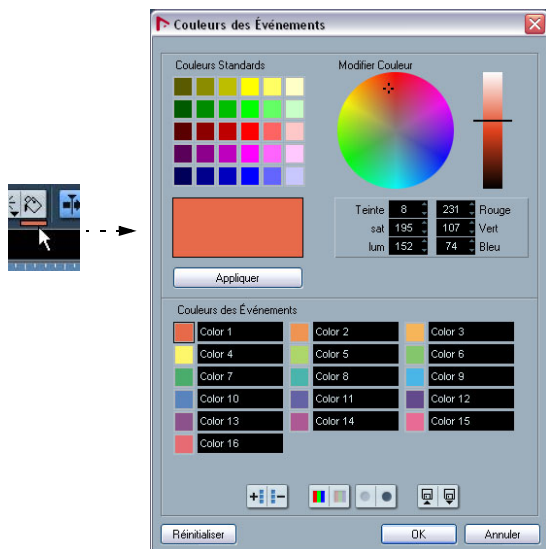 Couleurs des Événements
Couleurs Standards
Modifier Couleur
Teinte 8 231 Rouge
sat 195 107 Vert
lum 152 74 Bleu
Appliquer
Couleurs des Événements
Color 1 Color 2 Color 3
Color 4 Color 5 Color 6
Color 7 Color 8 Color 9
Color 10 Color 11 Color 12
Color 13 Color 14 Color 15
Color 16
Réinitialiser OK Annuler